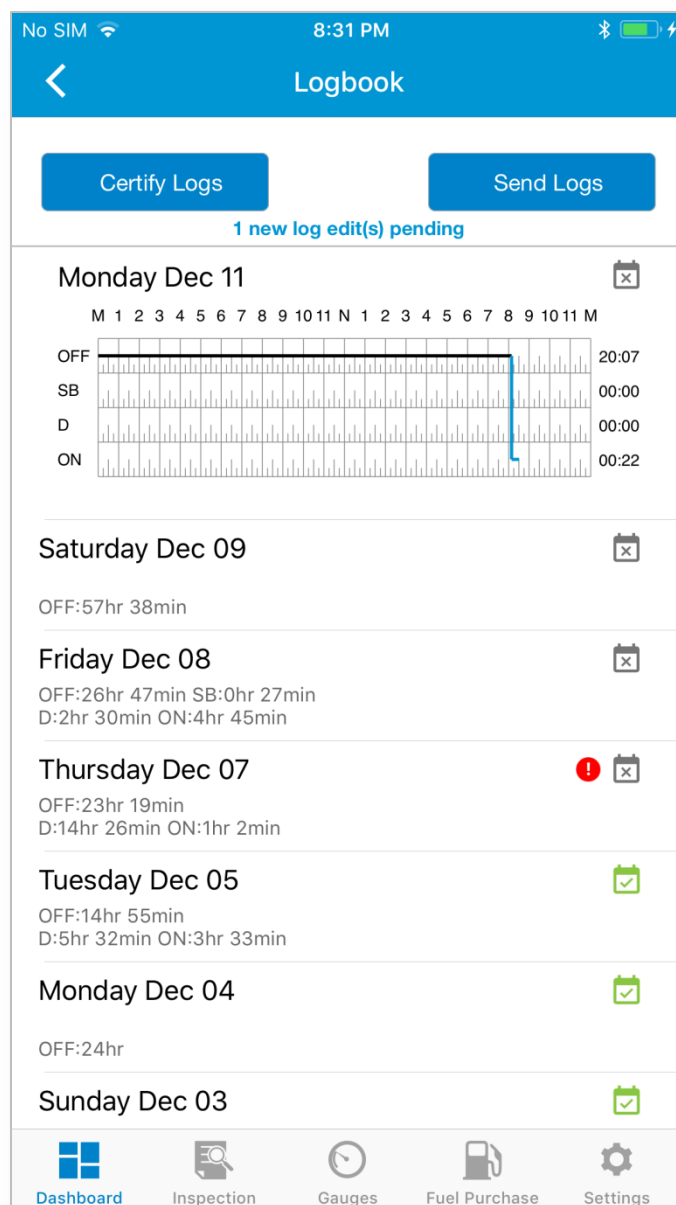 No SIM 8:31 PM
Logbook
Certify Logs Send Logs
1 new log edit(s) pending
Monday Dec 11
M 1 2 3 4 5 6 7 8 9 10 11 N 1 2 3 4 5 6 7 8 9 10 11 M
OFF 20:07
SB 00:00
D 00:00
ON 00:22
Saturday Dec 09
OFF:57hr 38min
Friday Dec 08
OFF:26hr 47min SB:0hr 27min
D:2hr 30min ON:4hr 45min
Thursday Dec 07
OFF:23hr 19min
D:14hr 26min ON:1hr 2min
Tuesday Dec 05
OFF:14hr 55min
D:5hr 32min ON:3hr 33min
Monday Dec 04
OFF:24hr
Sunday Dec 03
Dashboard Inspection Gauges Fuel Purchase Settings